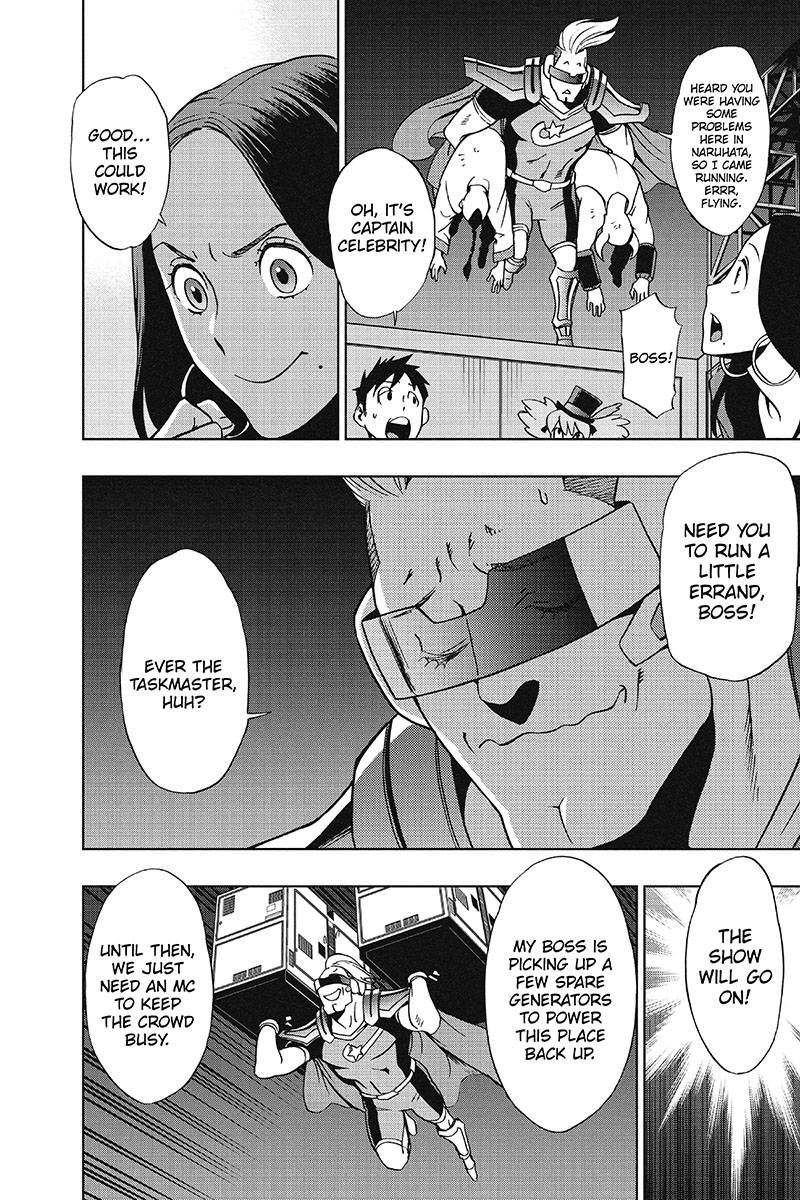 HEARD YOU
WERE HAVING
SOME
PROBLEMS
HERE IN
NARUHATA,
SO I CAME
RUNNING.
ERRR,
FLYING.
BOSS!
OH, IT'S
CAPTAIN
CELEBRITY!
GOOD...
THIS
COULD
WORK!
NEED YOU
TO RUN A
LITTLE
ERRAND,
BOSS!
EVER THE
TASKMASTER,
HUH?
THE
SHOW
WILL GO
ON!
MY BOSS IS
PICKING UP A
FEW SPARE
GENERATORS
TO POWER
THIS PLACE
BACK UP.
UNTIL THEN,
WE JUST
NEED AN MC
TO KEEP
THE CROWD
BUSY.